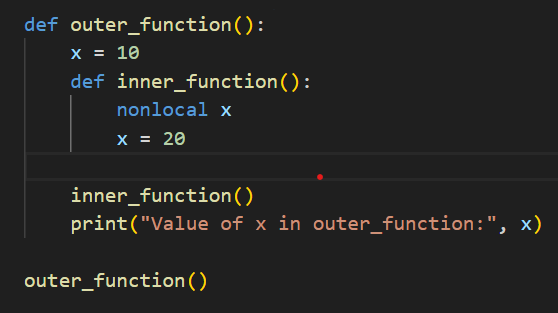 def outer_function():
    x = 10
    def inner_function():
        nonlocal x
        x = 20
    inner_function()
    print("Value of x in outer_function:", x)
outer_function()